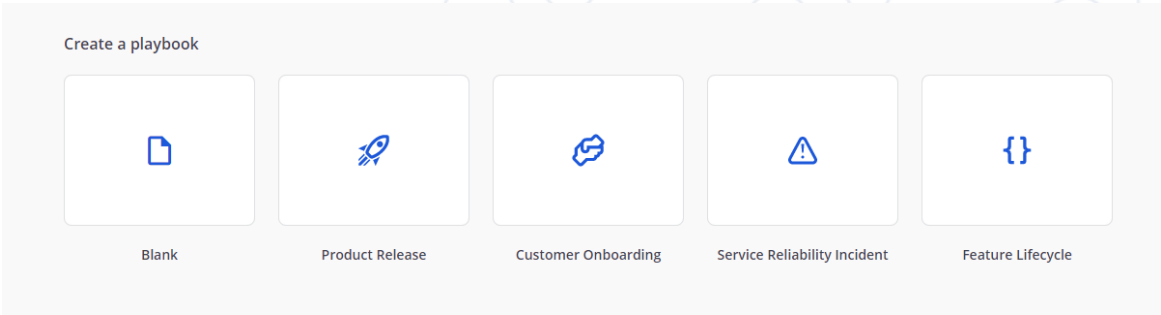 Create a playbook
Blank
Product Release
Customer Onboarding
Service Reliability Incident
Feature Lifecycle